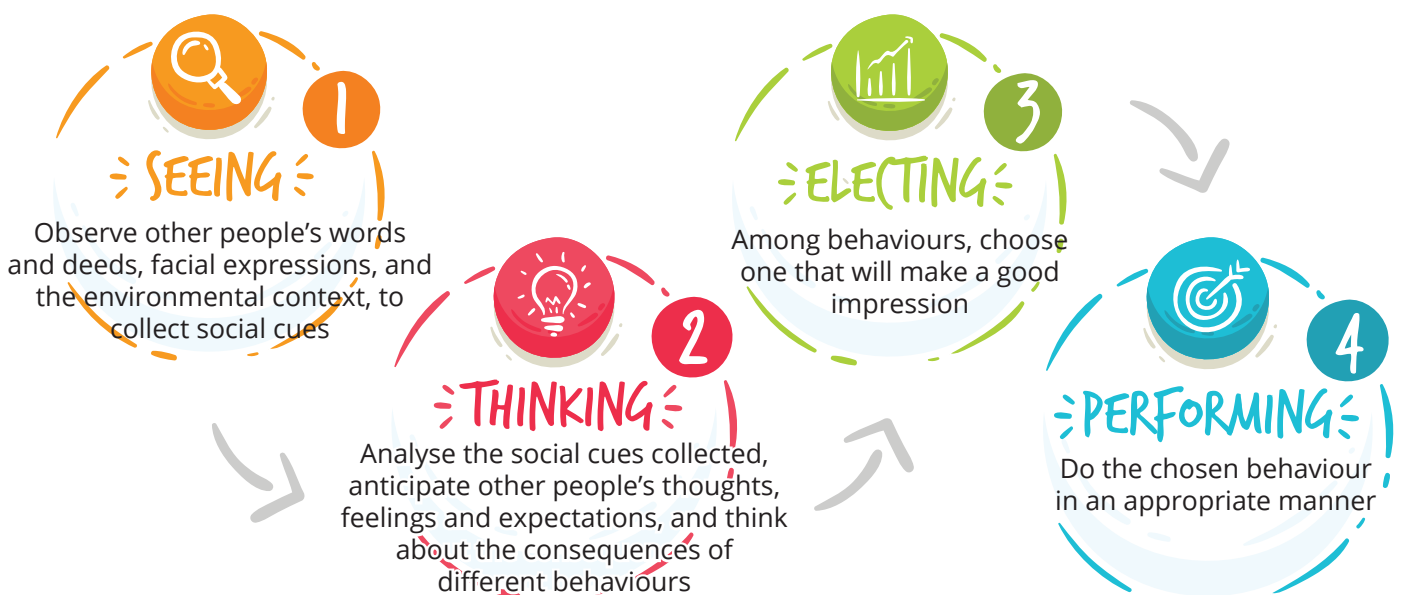 1
SEEING
Observe other people's words
and deeds, facial expressions, and
the environmental context, to
collect social cues
2
THINKING
Analyse the social cues collected,
anticipate other people's thoughts,
feelings and expectations, and think
about the consequences of
different behaviours
3
ELECTING
Among behaviours, choose
one that will make a good
impression
4
PERFORMING
Do the chosen behaviour
in an appropriate manner